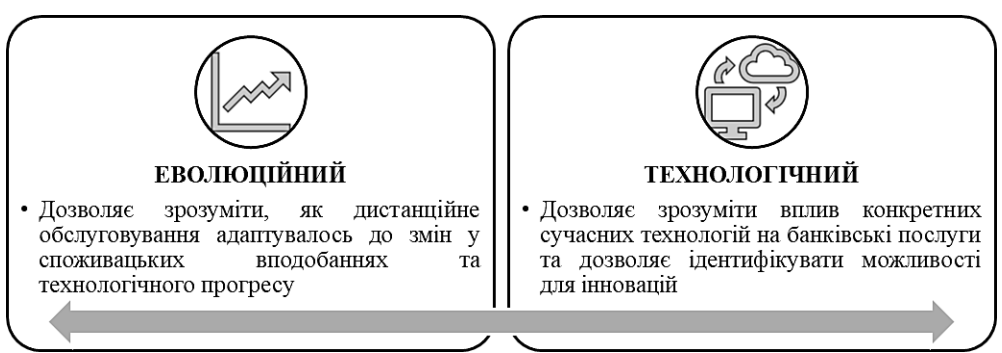 ЕВОЛЮЦІЙНИЙ
• Дозволяє зрозуміти, як дистанційне
обслуговування адаптувалось до змін у
споживацьких вподобаннях та
технологічного прогресу
ТЕХНОЛОГІЧНИЙ
• Дозволяє зрозуміти вплив конкретних
сучасних технологій на банківські послуги
та дозволяє ідентифікувати можливості
для інновацій